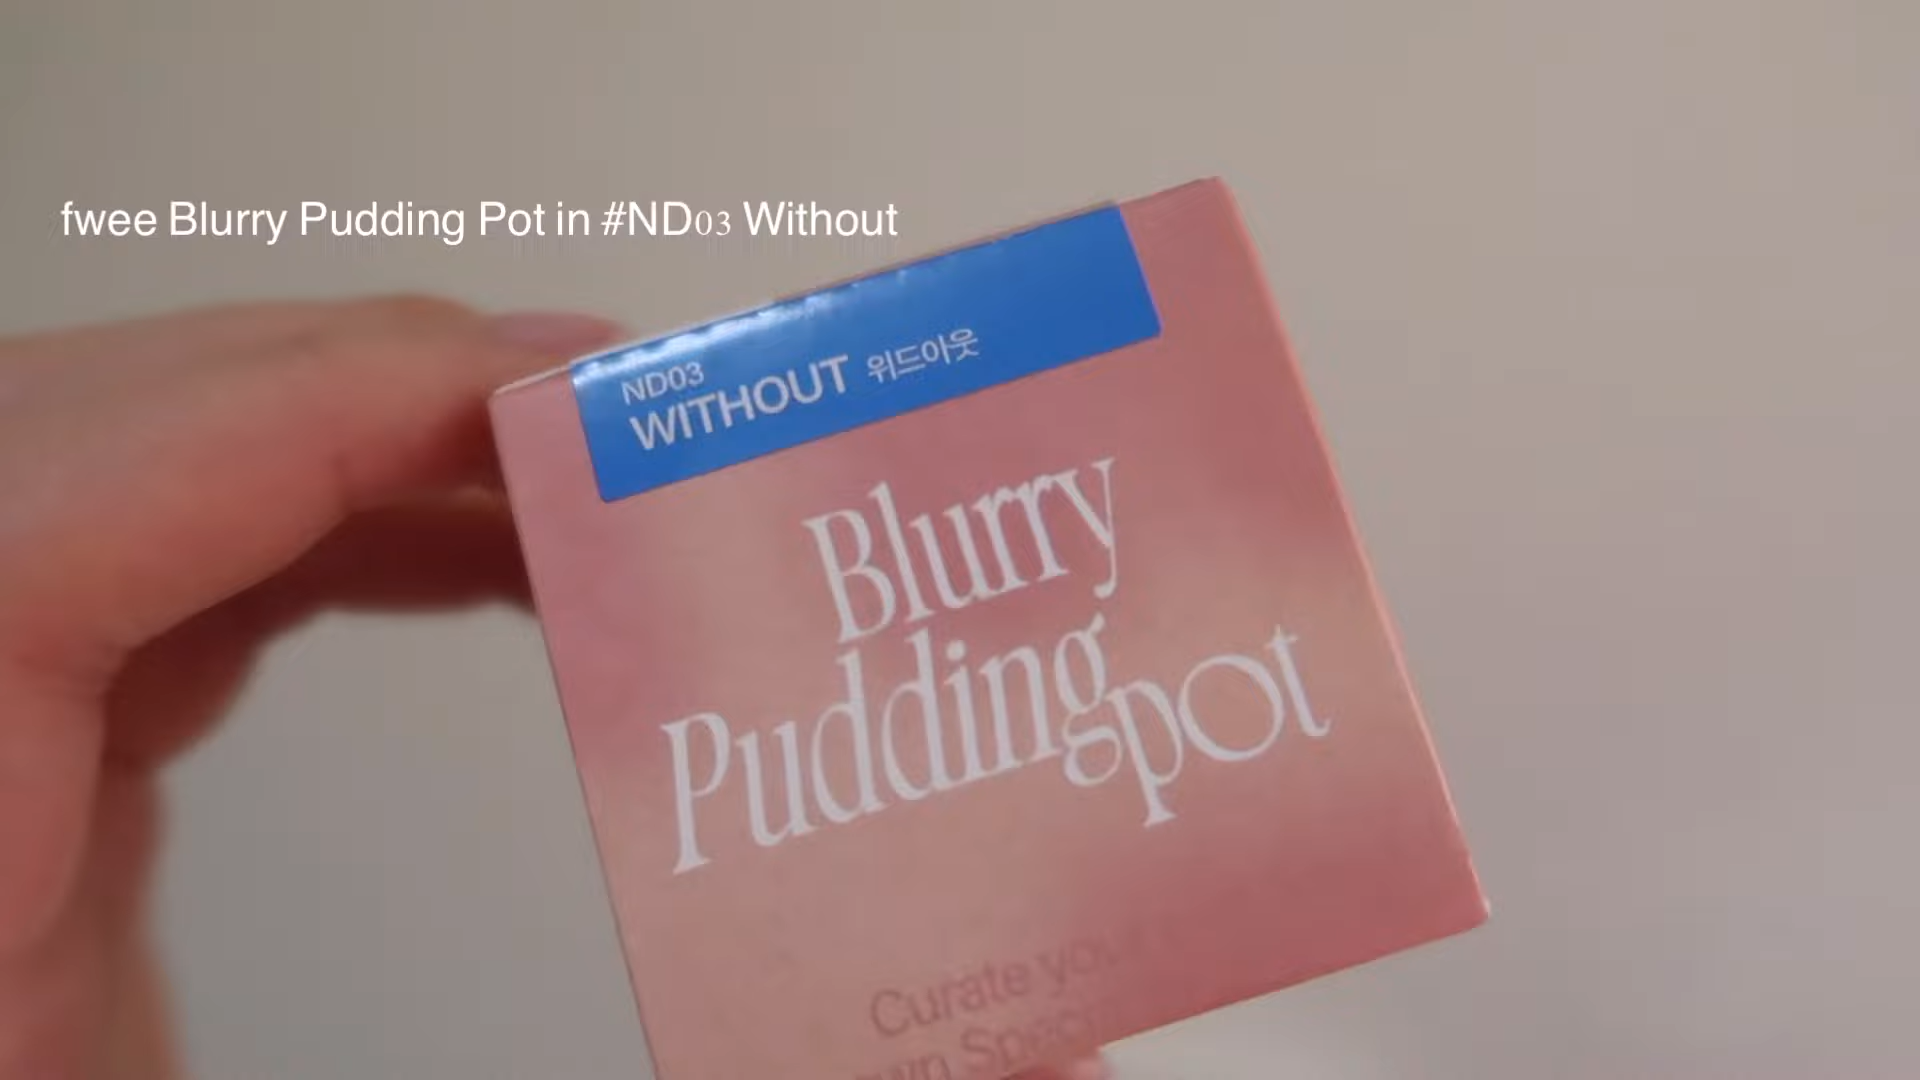 fwee Blurry Pudding Pot in #ND03 Without
ND03
WITHOUT 위드아웃
Blurry
Pudding
pot
Curate your